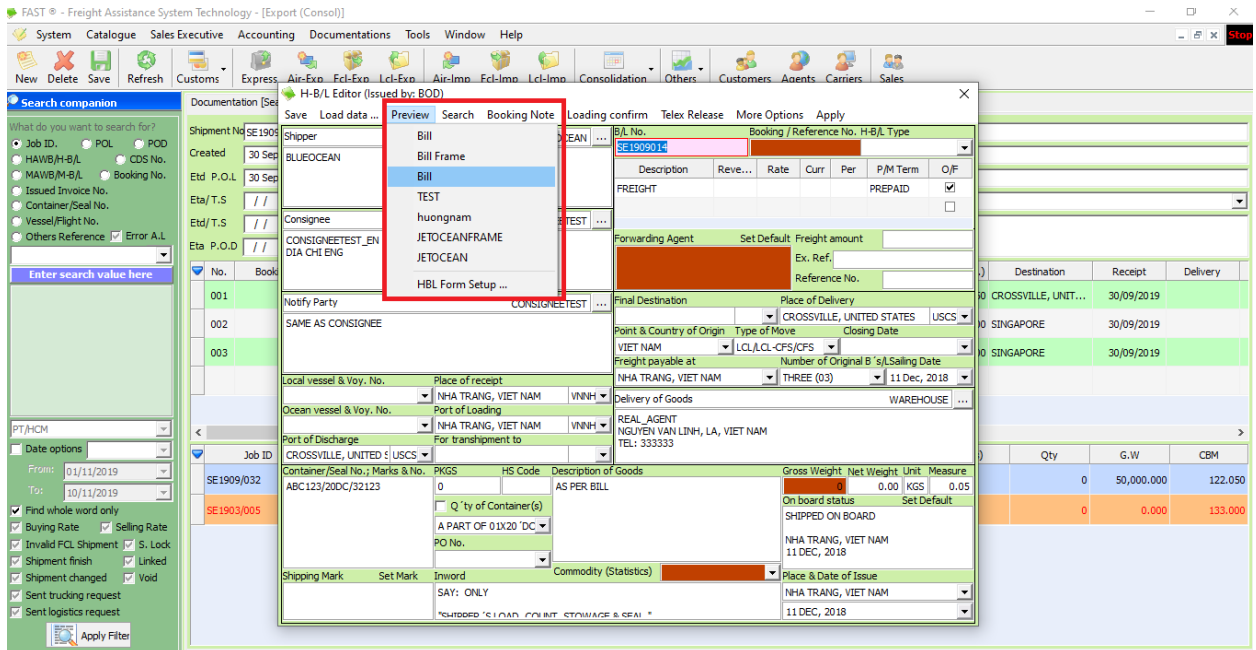 FAST ® - Freight Assistance System Technology - [Export (Consol)]
System Catalogue Sales Executive Accounting Documentations Tools Window Help
Stop
New Delete Save Refresh Customs Express Air-Exp Fcl-Exp Lcl-Exp Air-Imp Fcl-Imp Lcl-Imp Consolidation Others Customers Agents Carriers Sales
Search companion
What do you want to search for?
Job ID. POL POD
HAWB/H-B/L CDS No.
MAWB/M-B/L Booking No.
Issued Invoice No.
Container/Seal No.
Vessel/Flight No.
Others Reference Error A.L
Enter search value here
PT/HCM
Date options
From: 01/11/2019
To: 10/11/2019
Find whole word only
Buying Rate Selling Rate
Invalid FCL Shipment S. Lock
Shipment finish Linked
Shipment changed Void
Sent trucking request
Sent logistics request
Apply Filter
Documentation [Sea
Shipment No SE1909
Created 30 Sep
Etd P.O.L 30 Sep
Eta/T.S / /
Etd/T.S / /
Eta P.O.D / /
No. Book
001
002
003
Job ID
SE1909/032
SE1903/005
H-B/L Editor (Issued by: BOD)
Save Load data ... Preview Search Booking Note Loading confirm Telex Release More Options Apply
Bill
Bill Frame
Bill
TEST
huongnam
JETOCEANFRAME
JETOCEAN
HBL Form Setup ...
Shipper OCEAN ...
BLUEOCEAN
Consignee ETEST ...
CONSIGNEETEST_EN
DIA CHI ENG
Notify Party CONSIGNEETEST ...
SAME AS CONSIGNEE
Local vessel & Voy. No. Place of receipt
NHA TRANG, VIET NAM VNNH
Ocean vessel & Voy. No. Port of Loading
NHA TRANG, VIET NAM VNNH
Port of Discharge For transhipment to
CROSSVILLE, UNITED S USCS
B/L No. Booking / Reference No. H-B/L Type
SE1909014
Description Reve... Rate Curr Per P/M Term O/F
FREIGHT PREPAID
Forwarding Agent Set Default Freight amount
Ex. Ref.
Reference No.
Final Destination Place of Delivery
CROSSVILLE, UNITED STATES USCS
Point & Country of Origin Type of Move Closing Date
VIET NAM LCL/LCL-CFS/CFS
Freight payable at Number of Original B ´s/LSailing Date
NHA TRANG, VIET NAM THREE (03) 11 Dec, 2018
Delivery of Goods WAREHOUSE ...
REAL_AGENT
NGUYEN VAN LINH, LA, VIET NAM
TEL: 333333
Container/Seal No.; Marks & No. PKGS HS Code Description of Goods Gross Weight Net Weight Unit Measure
ABC123/20DC/32123 0 AS PER BILL 0 0.00 KGS 0.05
Q ´ty of Container(s)
A PART OF 01X20 ´DC
PO No.
On board status Set Default
SHIPPED ON BOARD
NHA TRANG, VIET NAM
11 DEC, 2018
Shipping Mark Set Mark Inword Commodity (Statistics) Place & Date of Issue
SAY: ONLY NHA TRANG, VIET NAM
"SHIPPER ´S LOAD, COUNT, STOWAGE & SEAL " 11 DEC, 2018
Destination Receipt Delivery
CROSSVILLE, UNIT... 30/09/2019
SINGAPORE 30/09/2019
SINGAPORE 30/09/2019
Qty G.W CBM
0 50,000.000 122.050
0 0.000 133.000